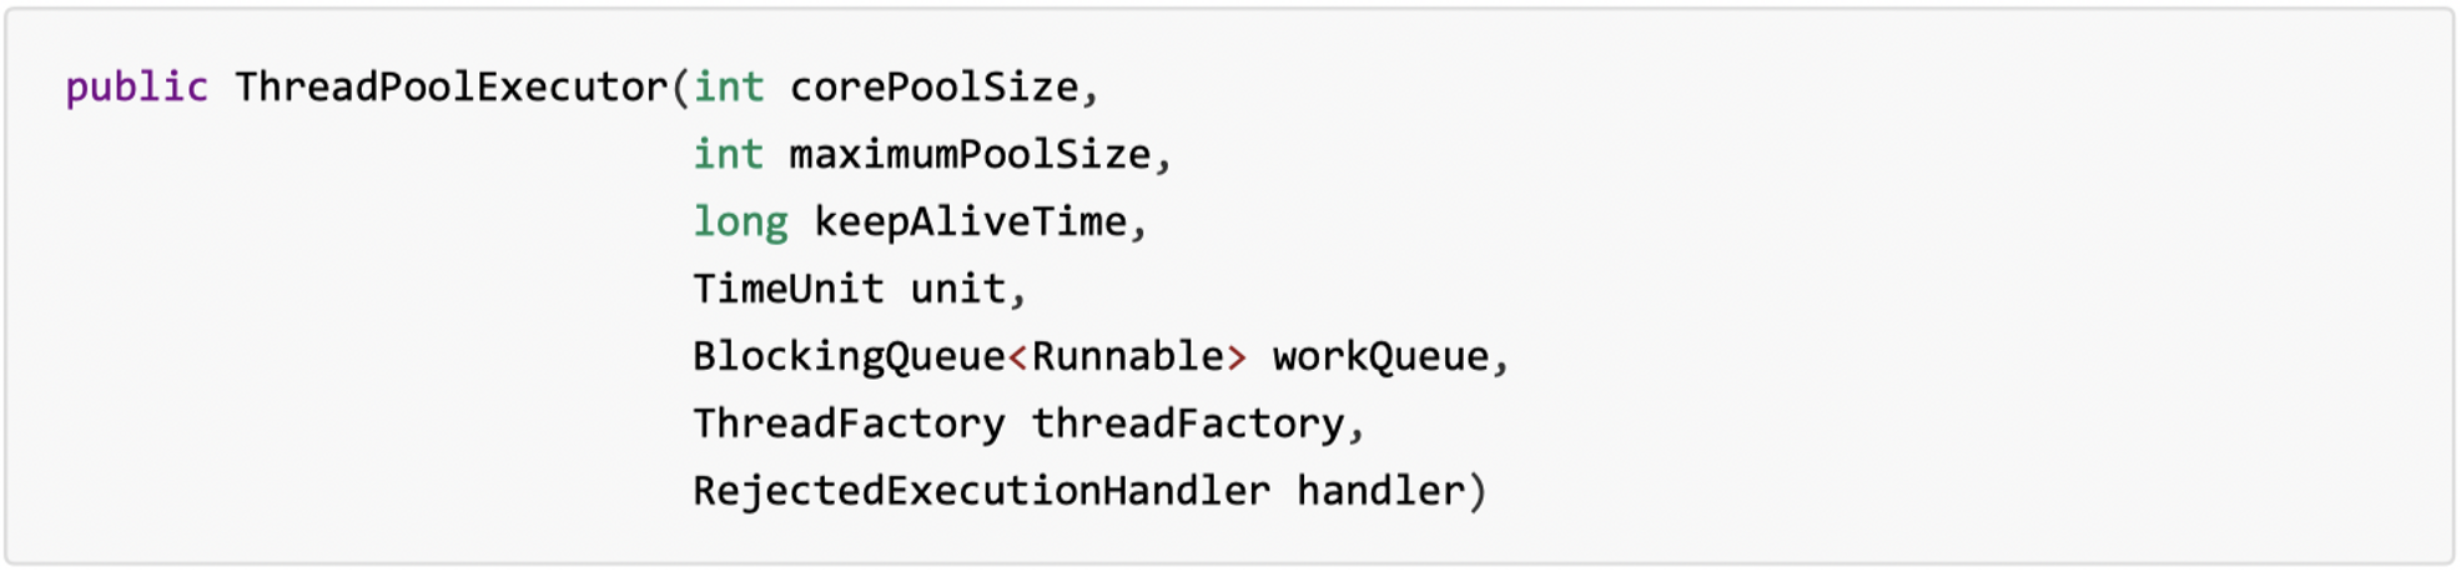 public ThreadPoolExecutor(int corePoolSize,
int maximumPoolSize,
long keepAliveTime,
TimeUnit unit,
BlockingQueue<Runnable> workQueue,
ThreadFactory threadFactory,
RejectedExecutionHandler handler)